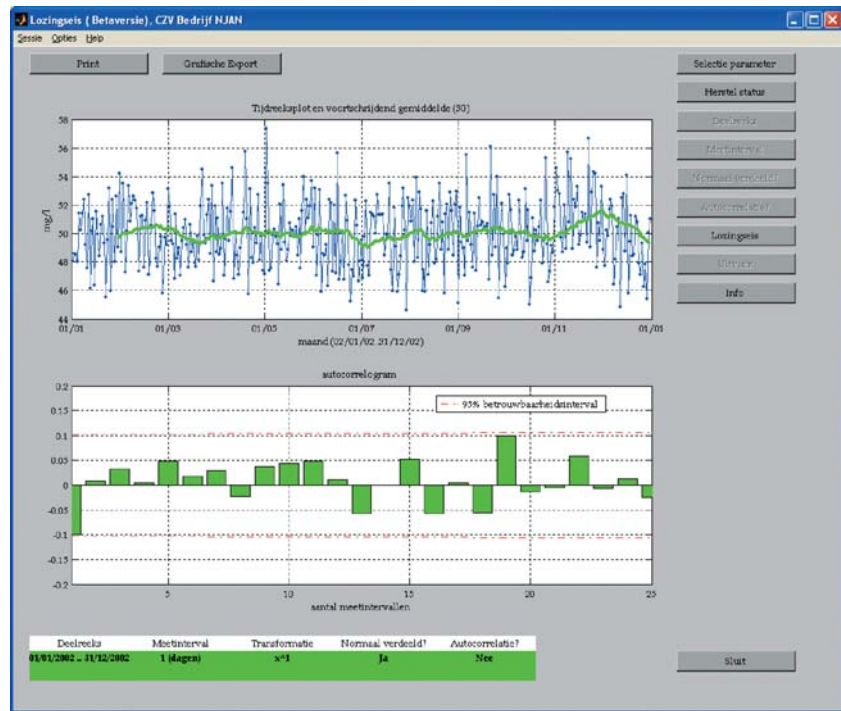 Lozingseis ( Betaversie), CZV Bedrijf NJAN
Sessie Opties Help
Print Grafische Export Selectie parameter
Herstel status
Deelreeks
Meetinterval
Normaal verdeeld?
Autocorrelatie?
Lozingseis
Info
Tijdreeksplot en voortschrijdend gemiddelde (30)
58
56
54
52
50
48
46
44
mg/l
01/01 01/03 01/05 01/07 01/09 01/11 01/01
maand (02/01/02 31/12/02)
autocorrelogram
95% betrouwbaarheidsinterval
0.2
0.15
0.1
0.05
0
-0.05
-0.1
-0.15
-0.2
5 10 15 20 25
aantal meetintervallen
Deelreeks Meetinterval Transformatie Normaal verdeeld? Autocorrelatie?
01/01/2002 .. 31/12/2002 1 (dagen) x^1 Ja Nee
Sluit